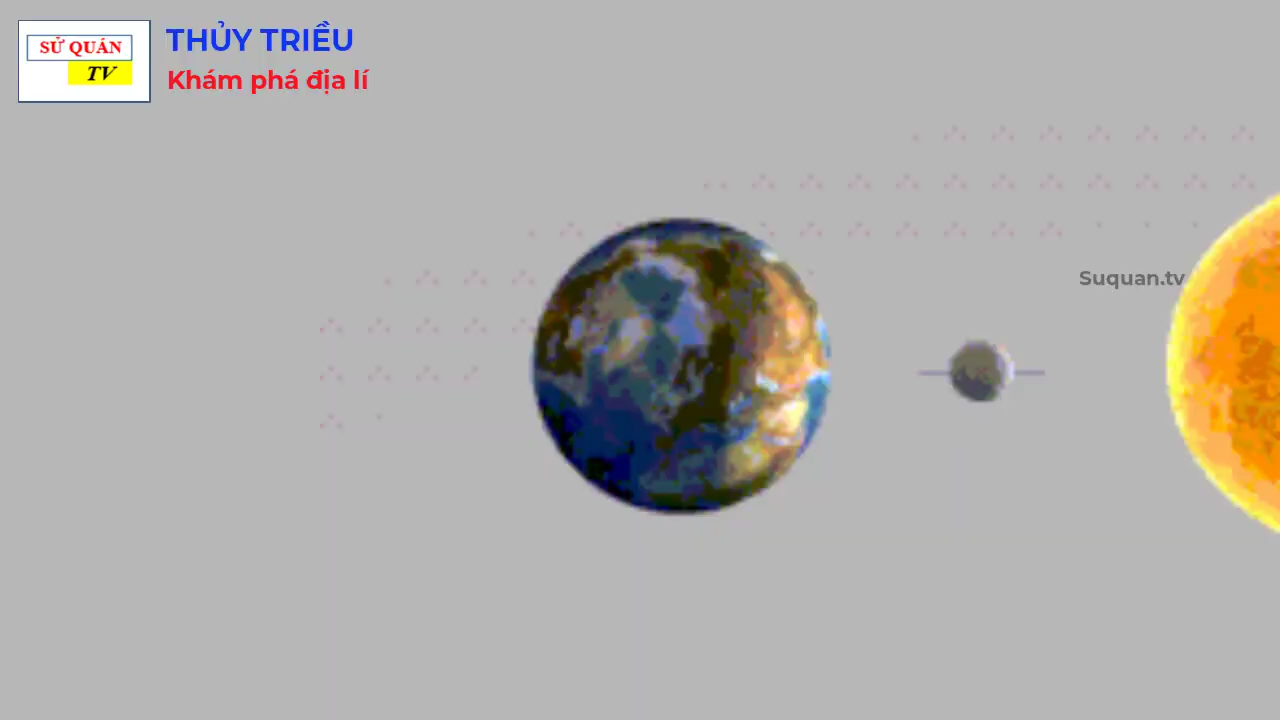 SỬ QUÁN
TV
THỦY TRIỀU
Khám phá địa lí
Suquan.tv